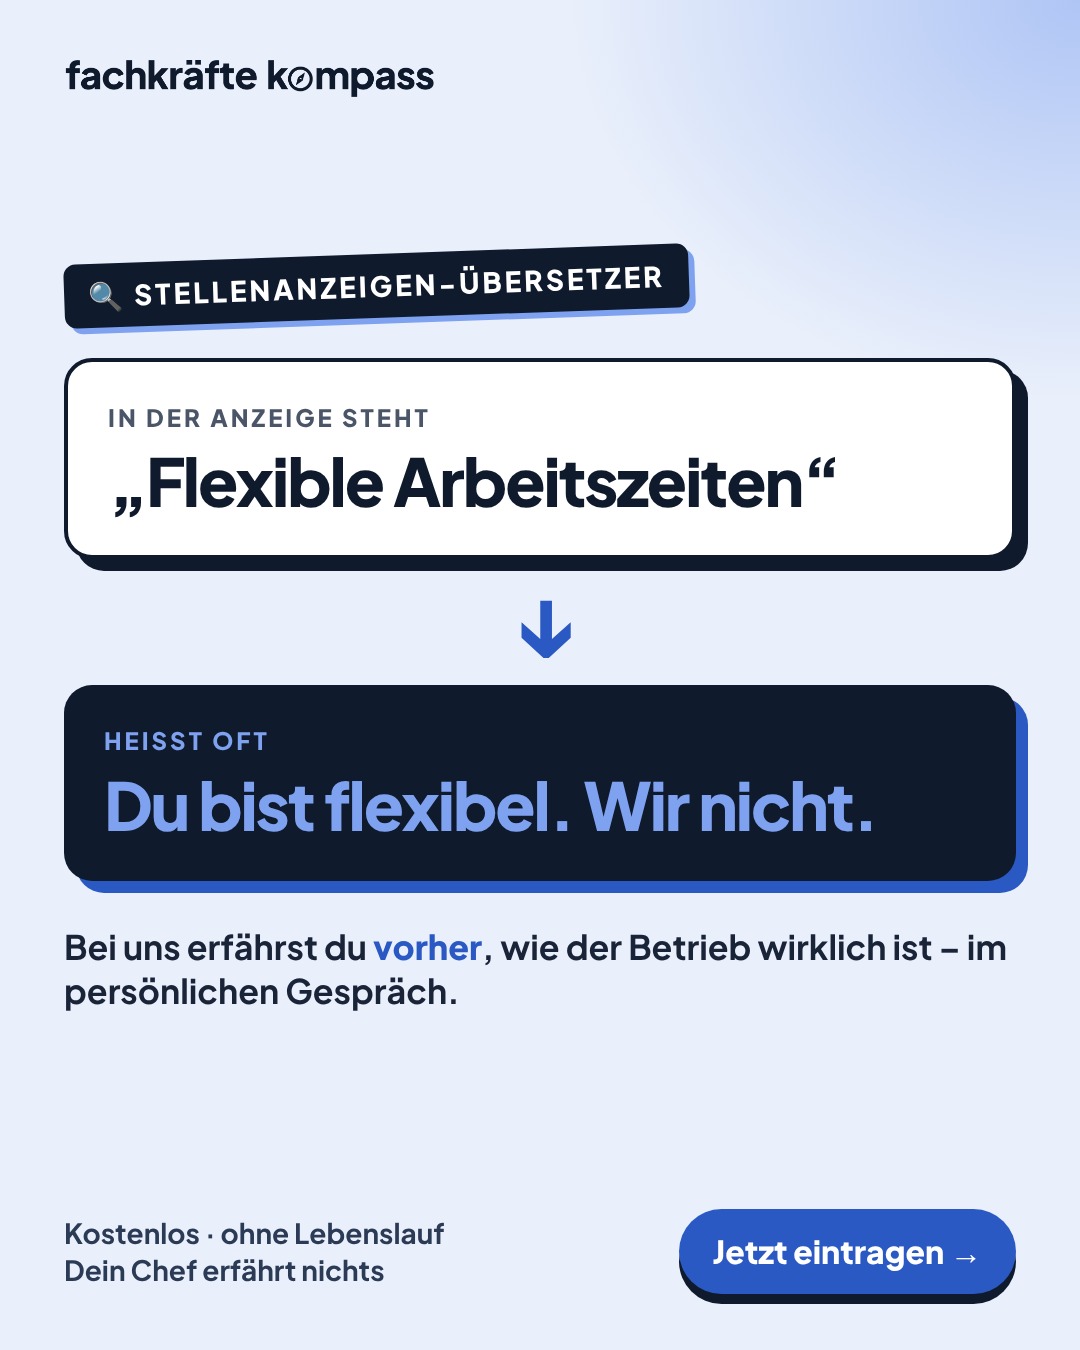 fachkräfte kompass
🔍 STELLENANZEIGEN-ÜBERSETZER
IN DER ANZEIGE STEHT
„Flexible Arbeitszeiten“
↓
HEISST OFT
Du bist flexibel. Wir nicht.
Bei uns erfährst du vorher, wie der Betrieb wirklich ist – im
persönlichen Gespräch.
Kostenlos · ohne Lebenslauf
Dein Chef erfährt nichts
Jetzt eintragen →